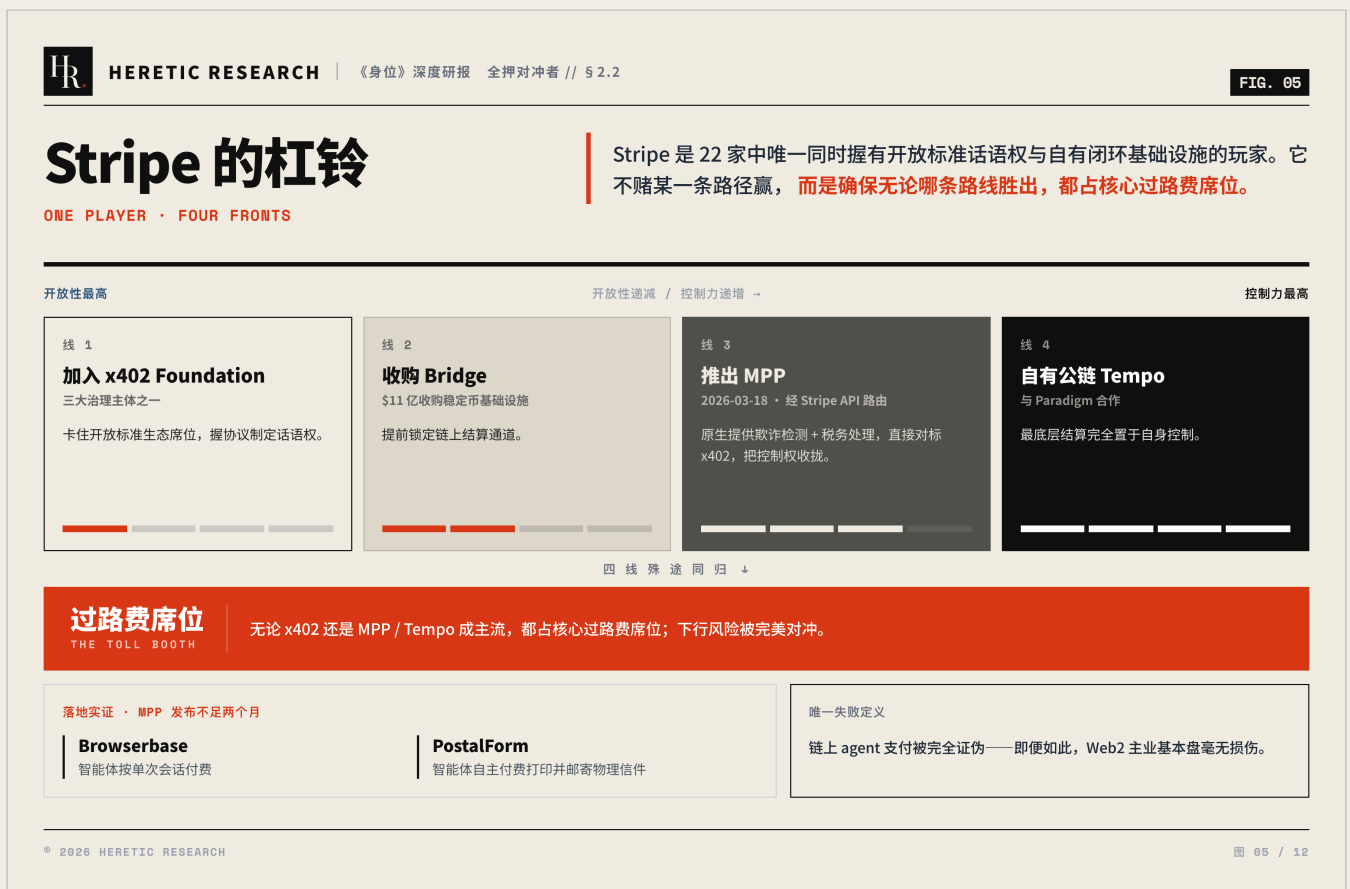 HR.
HERETIC RESEARCH
《身位》深度研报 全押对冲者 // § 2.2
FIG. 05
Stripe 的杠铃
ONE PLAYER · FOUR FRONTS
Stripe 是 22 家中唯一同时握有开放标准话语权与自有闭环基础设施的玩家。它
不赌某一条路径赢，而是确保无论哪条路线胜出，都占核心过路费席位。
开放性最高
开放性递减 / 控制力递增 →
控制力最高
线 1
加入 x402 Foundation
三大治理主体之一
卡住开放标准生态席位，握协议制定话语权。
线 2
收购 Bridge
$11 亿收购稳定币基础设施
提前锁定链上结算通道。
线 3
推出 MPP
2026-03-18 · 经 Stripe API 路由
原生提供欺诈检测 + 税务处理，直接对标
x402，把控制权收拢。
线 4
自有公链 Tempo
与 Paradigm 合作
最底层结算完全置于自身控制。
四线殊途同归 ↓
过路费席位
THE TOLL BOOTH
无论 x402 还是 MPP / Tempo 成主流，都占核心过路费席位；下行风险被完美对冲。
落地实证 · MPP 发布不足两个月
Browserbase
智能体按单次会话付费
PostalForm
智能体自主付费打印并邮寄物理信件
唯一失败定义
链上 agent 支付被完全证伪——即便如此，Web2 主业基本盘毫无损伤。
© 2026 HERETIC RESEARCH
图 05 / 12